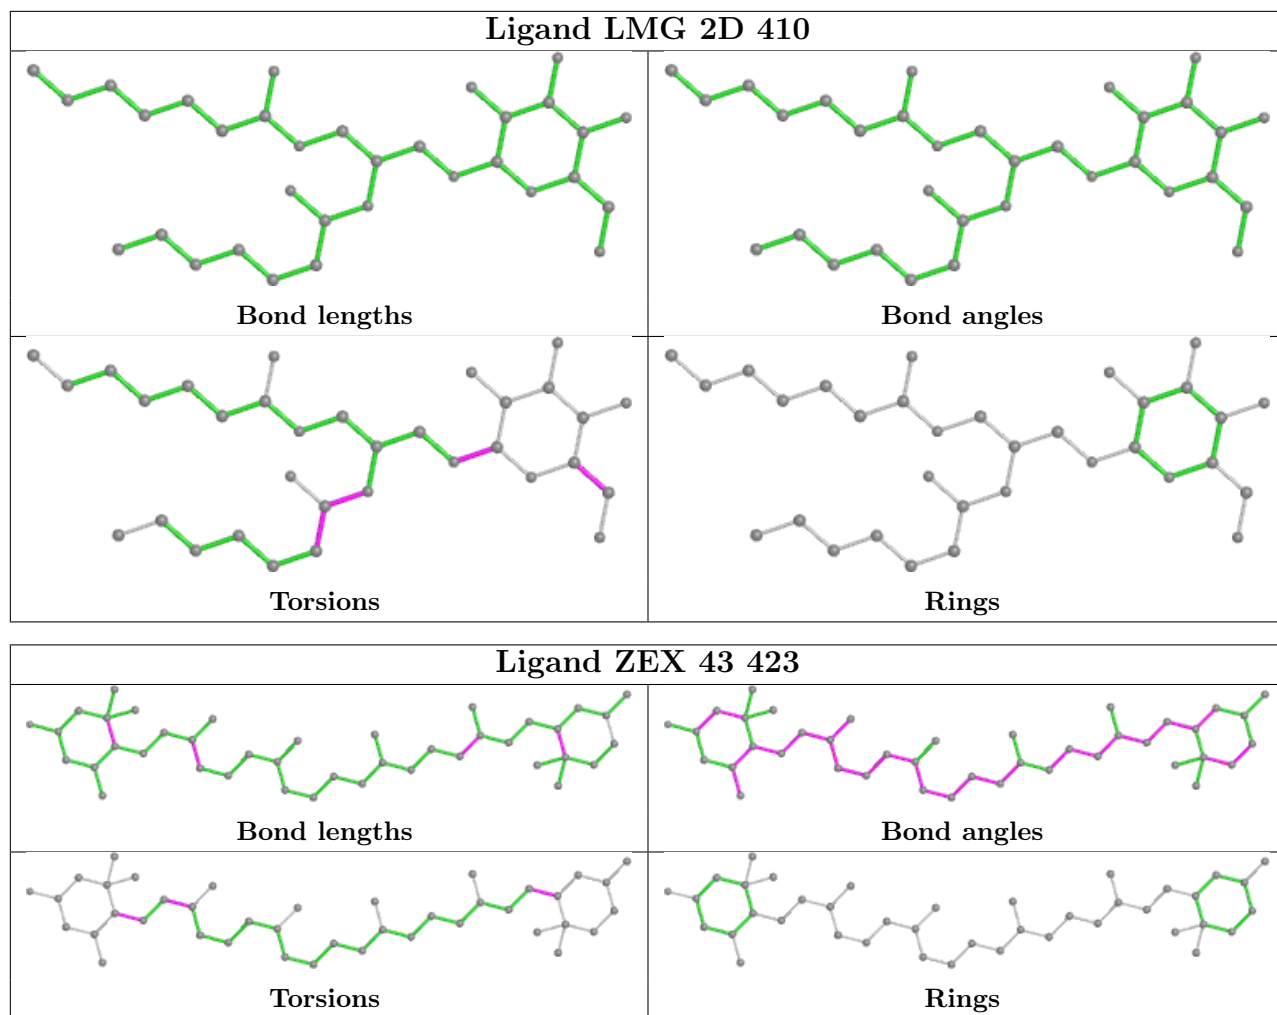 Ligand LMG 2D 410
Bond lengths
Bond angles
Torsions
Rings
Ligand ZEX 43 423
Bond lengths
Bond angles
Torsions
Rings